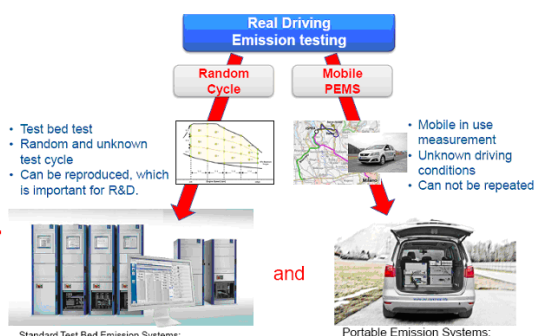 Real Driving
Emission testing
Random
Cycle
Mobile
PEMS
• Test bed test
• Random and unknown
test cycle
• Can be reproduced, which
is important for R&D.
• Mobile in use
measurement
• Unknown driving
conditions
• Can not be repeated
and
Standard Test Bed Emission Systems:
Portable Emission Systems: